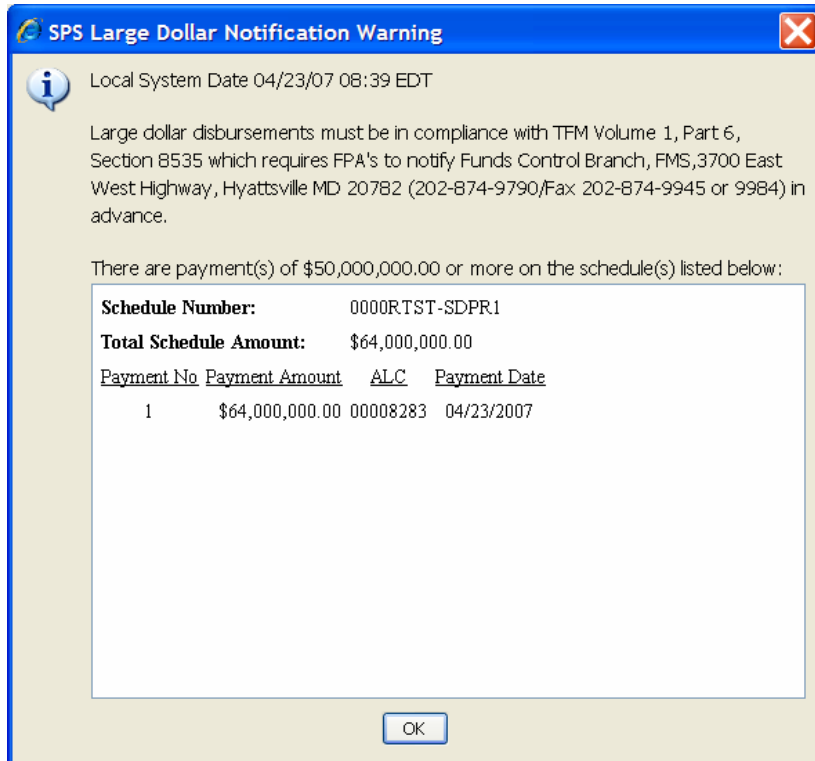 SPS Large Dollar Notification Warning
Local System Date 04/23/07 08:39 EDT
Large dollar disbursements must be in compliance with TFM Volume 1, Part 6,
Section 8535 which requires FPA's to notify Funds Control Branch, FMS,3700 East
West Highway, Hyattsville MD 20782 (202-874-9790/Fax 202-874-9945 or 9984) in
advance.
There are payment(s) of $50,000,000.00 or more on the schedule(s) listed below:
Schedule Number: 0000RTST-SDPR1
Total Schedule Amount: $64,000,000.00
Payment No Payment Amount ALC Payment Date
1 $64,000,000.00 00008283 04/23/2007
OK